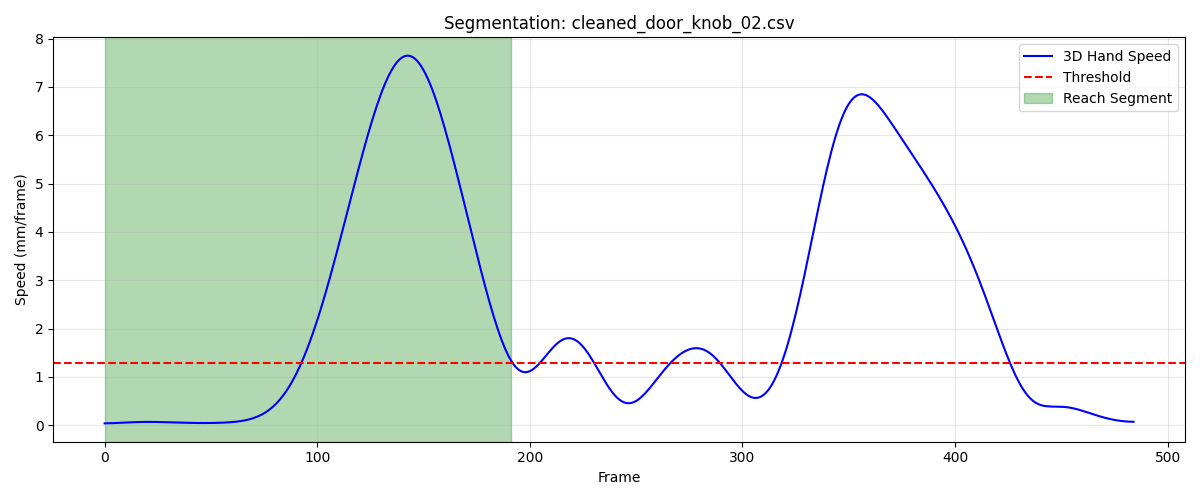 Segmentation: cleaned_door_knob_02.csv
3D Hand Speed
Threshold
Reach Segment
Speed (mm/frame)
8
7
6
5
4
3
2
1
0
0 100 200 300 400 500
Frame